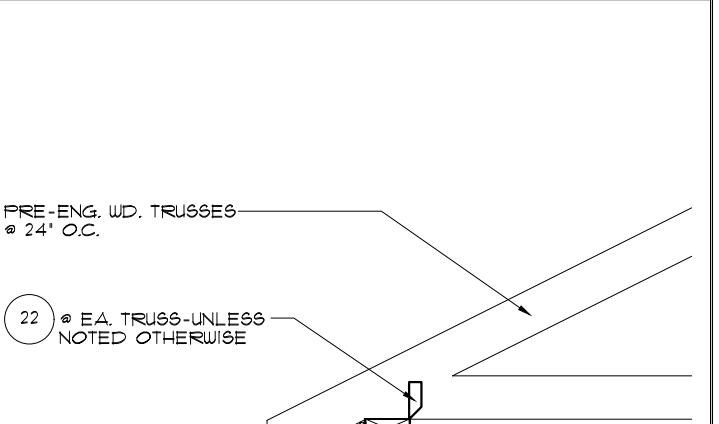 PRE-ENG. WD. TRUSSES
@ 24" O.C.
22 @ EA. TRUSS-UNLESS
NOTED OTHERWISE